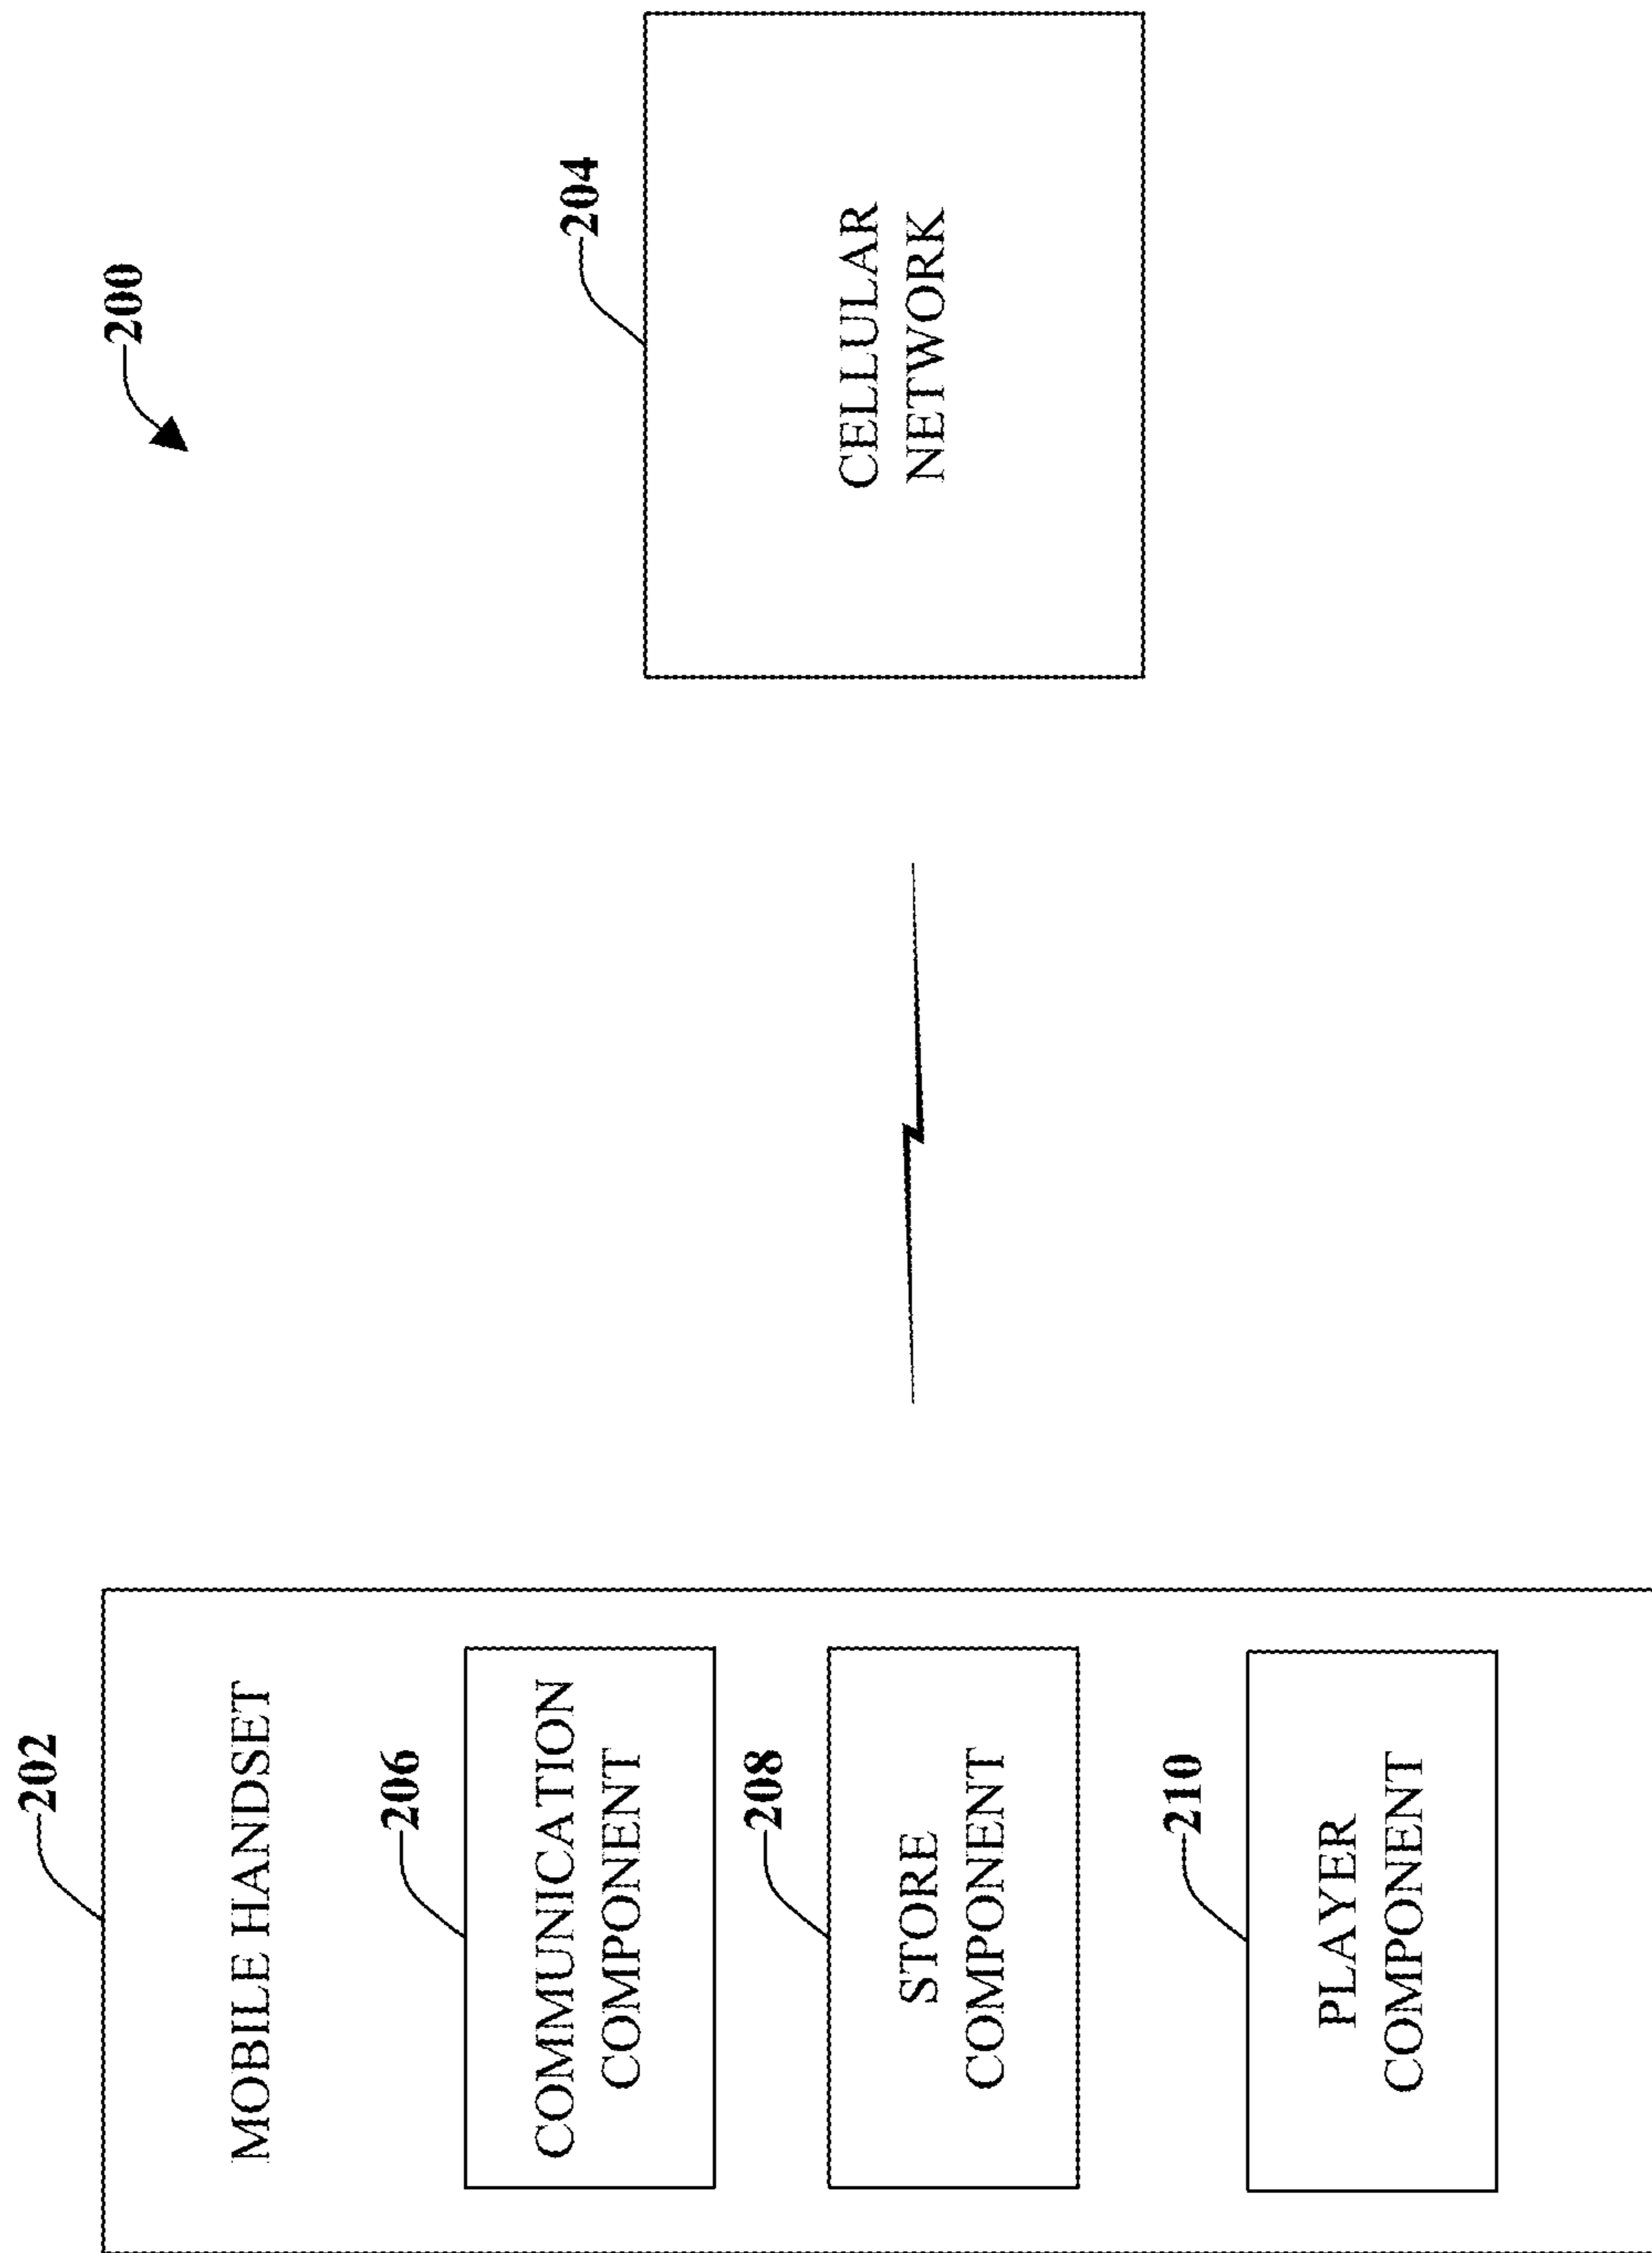 200
202
MOBILE HANDSET
206
COMMUNICATION
COMPONENT
208
STORE
COMPONENT
210
PLAYER
COMPONENT
204
CELLULAR
NETWORK